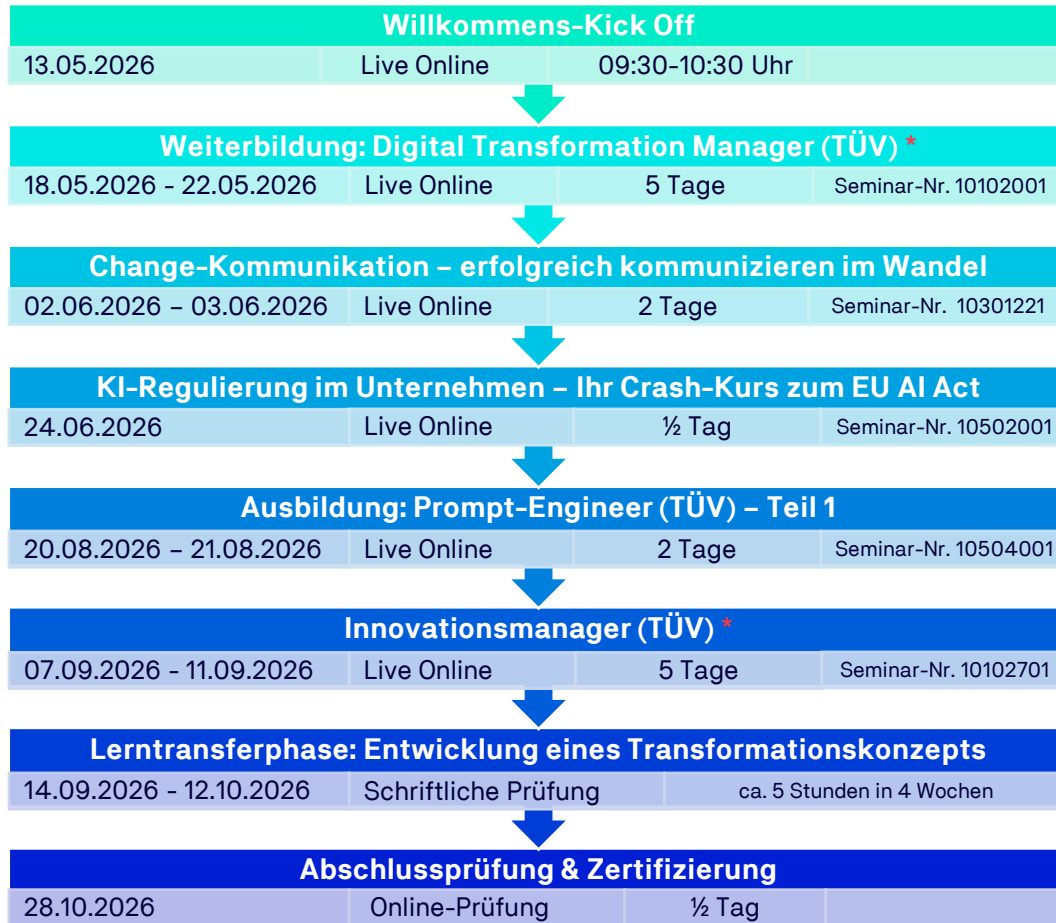 Willkommens-Kick Off
13.05.2026 Live Online 09:30-10:30 Uhr
Weiterbildung: Digital Transformation Manager (TÜV) *
18.05.2026 - 22.05.2026 Live Online 5 Tage Seminar-Nr. 10102001
Change-Kommunikation – erfolgreich kommunizieren im Wandel
02.06.2026 – 03.06.2026 Live Online 2 Tage Seminar-Nr. 10301221
KI-Regulierung im Unternehmen – Ihr Crash-Kurs zum EU AI Act
24.06.2026 Live Online ½ Tag Seminar-Nr. 10502001
Ausbildung: Prompt-Engineer (TÜV) – Teil 1
20.08.2026 – 21.08.2026 Live Online 2 Tage Seminar-Nr. 10504001
Innovationsmanager (TÜV) *
07.09.2026 - 11.09.2026 Live Online 5 Tage Seminar-Nr. 10102701
Lerntransferphase: Entwicklung eines Transformationskonzepts
14.09.2026 - 12.10.2026 Schriftliche Prüfung ca. 5 Stunden in 4 Wochen
Abschlussprüfung & Zertifizierung
28.10.2026 Online-Prüfung ½ Tag